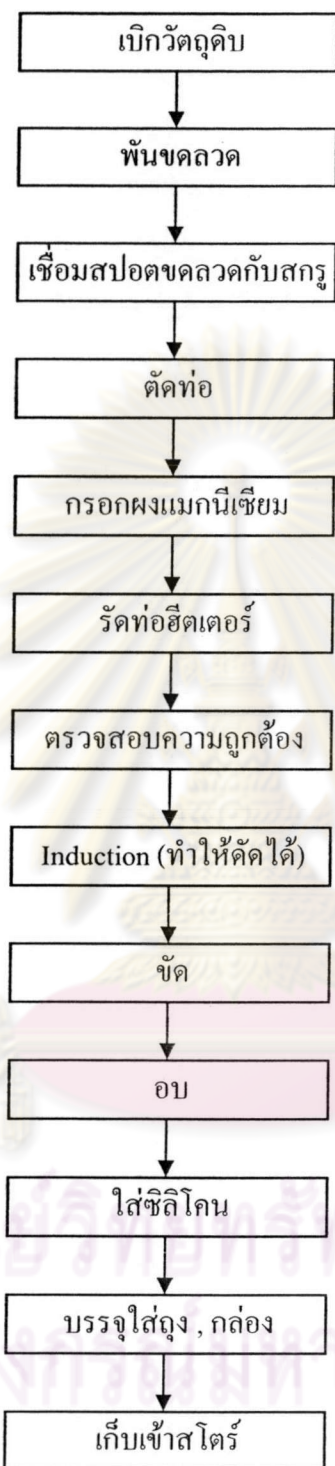 เบิกวัตถุดิบ
พันขดลวด
เชื่อมสปอตขดลวดกับสกรู
ตัดท่อ
กรอกผงแมกนีเซียม
รัดท่อฮีตเตอร์
ตรวจสอบความถูกต้อง
Induction (ทำให้ดัดได้)
ขัด
อบ
ใส่ซิลิโคน
บรรจุใส่ถุง , กล่อง
เก็บเข้าสโตร์